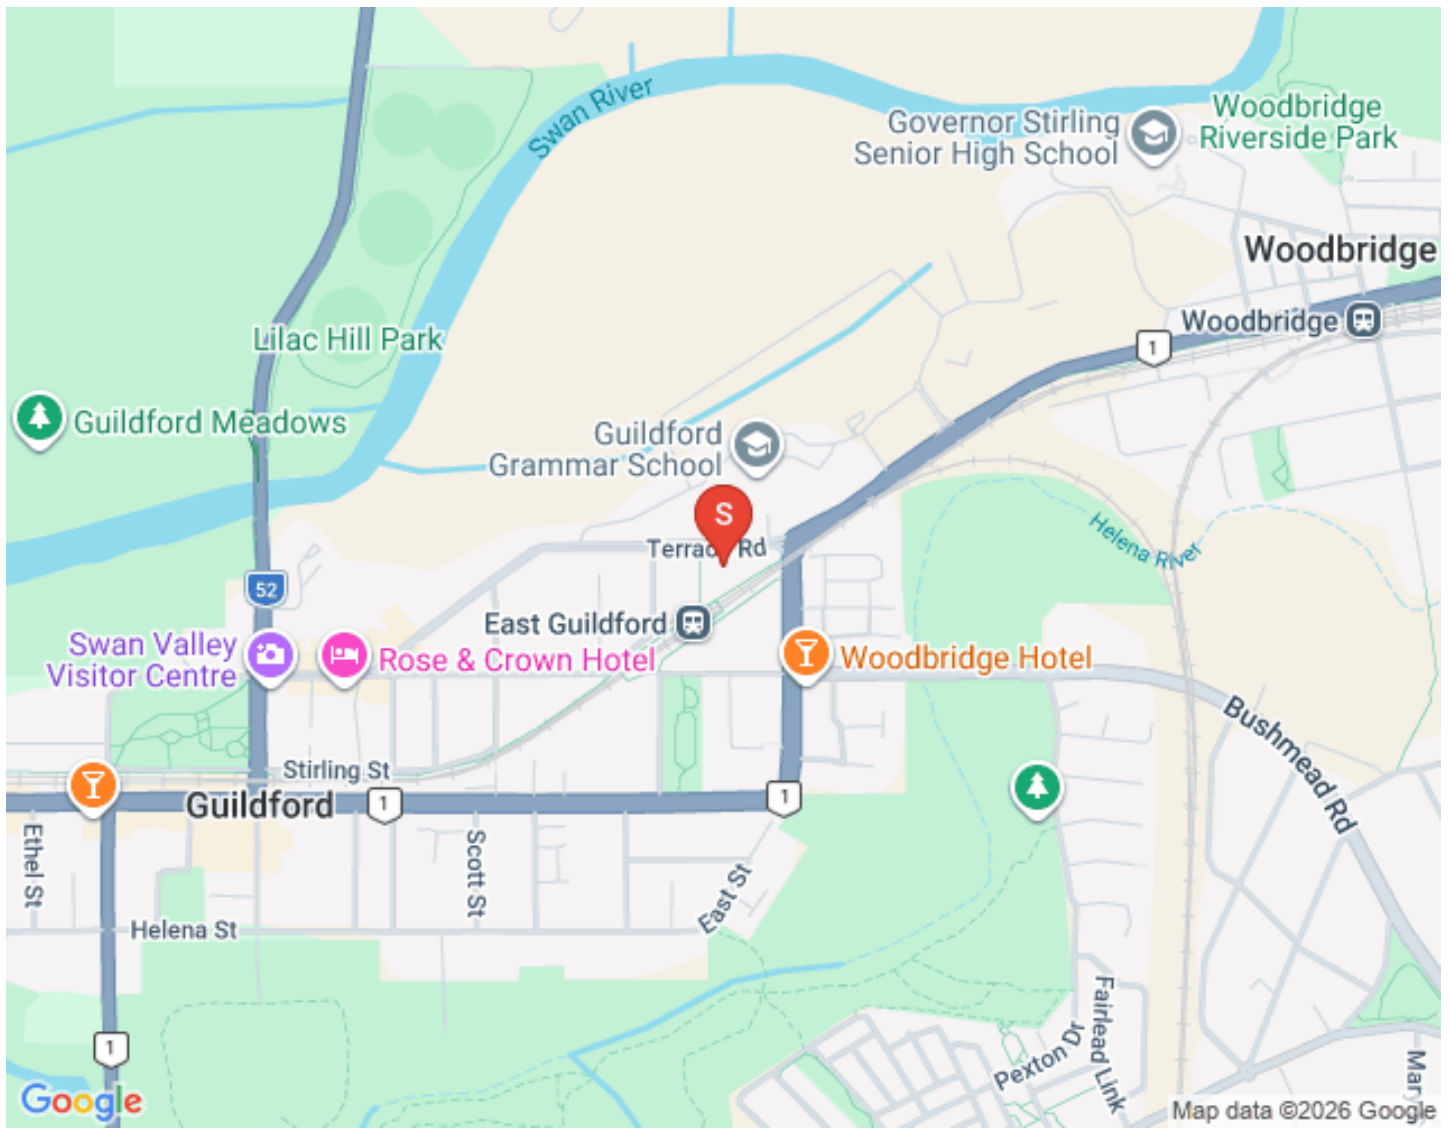 Swan River
Governor Stirling
Senior High School
Woodbridge
Riverside Park
Woodbridge
Woodbridge
1
Lilac Hill Park
Guildford Meadows
Guildford
Grammar School
S
Terrace Rd
Helena River
52
East Guildford
Swan Valley
Visitor Centre
Rose & Crown Hotel
Woodbridge Hotel
Bushmead Rd
Stirling St
Guildford
1
1
Ethel St
Scott St
East St
Helena St
Fairlead Link
Pexton Dr
1
Mary
Google
Map data ©2026 Google